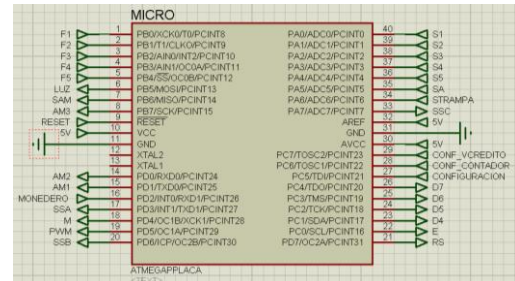 MICRO
F1 1 PB0/XCK0/T0/PCINT8 PA0/ADC0/PCINT0 40 S1
F2 2 PB1/T1/CLKO/PCINT9 PA1/ADC1/PCINT1 39 S2
F3 3 PB2/AIN0/INT2/PCINT10 PA2/ADC2/PCINT2 38 S3
F4 4 PB3/AIN1/OC0A/PCINT11 PA3/ADC3/PCINT3 37 S4
F5 5 PB4/SS/OC0B/PCINT12 PA4/ADC4/PCINT4 36 S5
LUZ 6 PB5/MOSI/PCINT13 PA5/ADC5/PCINT5 35 SA
SAM 7 PB6/MISO/PCINT14 PA6/ADC6/PCINT6 34 STRAMPA
AM3 8 PB7/SCK/PCINT15 PA7/ADC7/PCINT7 33 SSC
RESET 9 RESET AREF 32 5V
5V 10 VCC GND 31
11 GND AVCC 30 5V
12 XTAL2 PC7/TOSC2/PCINT23 29 CONF_VCREDITO
13 XTAL1 PC6/TOSC1/PCINT22 28 CONF_CONTADOR
AM2 14 PD0/RXD0/PCINT24 PC5/TDI/PCINT21 27 CONFIGURACION
AM1 15 PD1/TXD0/PCINT25 PC4/TDO/PCINT20 26 D7
MONEDERO 16 PD2/INT0/RXD1/PCINT26 PC3/TMS/PCINT19 25 D6
SSA 17 PD3/INT1/TXD1/PCINT27 PC2/TCK/PCINT18 24 D5
M 18 PD4/OC1B/XCK1/PCINT28 PC1/SDA/PCINT17 23 D4
PWM 19 PD5/OC1A/PCINT29 PC0/SCL/PCINT16 22 E
SSB 20 PD6/ICP/OC2B/PCINT30 PD7/OC2A/PCINT31 21 RS
ATMEGAPPLACA